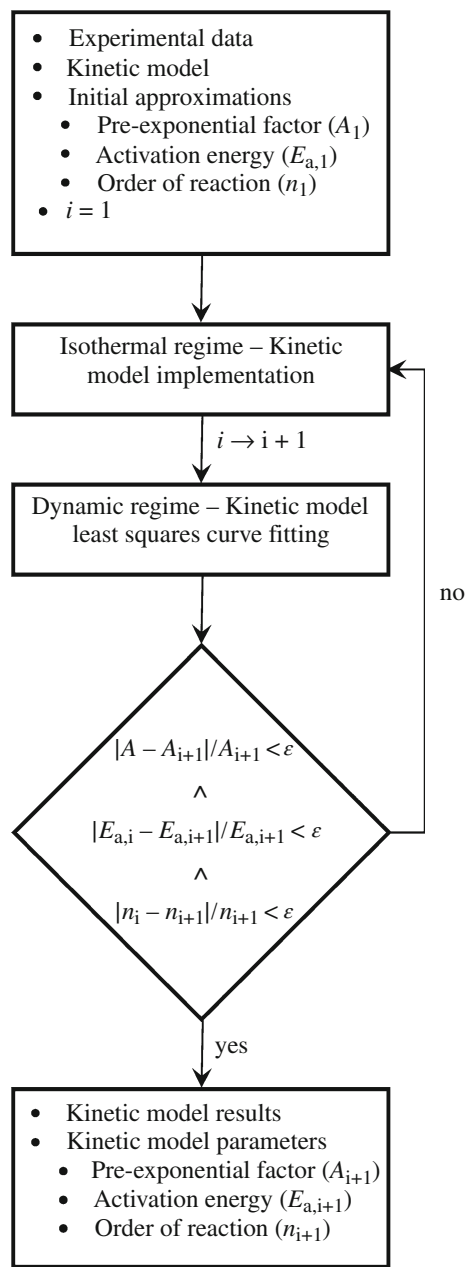 • Experimental data
• Kinetic model
• Initial approximations
• Pre-exponential factor (A₁)
• Activation energy (Eₐ,₁)
• Order of reaction (n₁)
• i = 1
Isothermal regime – Kinetic
model implementation
i → i + 1
Dynamic regime – Kinetic model
least squares curve fitting
no
|A – Aᵢ₊₁|/Aᵢ₊₁ < ε
^
|Eₐ,ᵢ – Eₐ,ᵢ₊₁|/Eₐ,ᵢ₊₁ < ε
^
|nᵢ – nᵢ₊₁|/nᵢ₊₁ < ε
yes
• Kinetic model results
• Kinetic model parameters
• Pre-exponential factor (Aᵢ₊₁)
• Activation energy (Eₐ,ᵢ₊₁)
• Order of reaction (nᵢ₊₁)